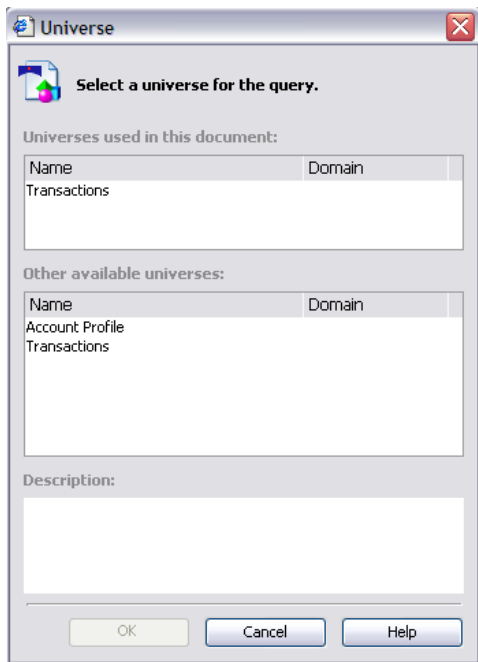 Universe
Select a universe for the query.
Universes used in this document:
Name Domain
Transactions
Other available universes:
Name Domain
Account Profile
Transactions
Description:
OK Cancel Help